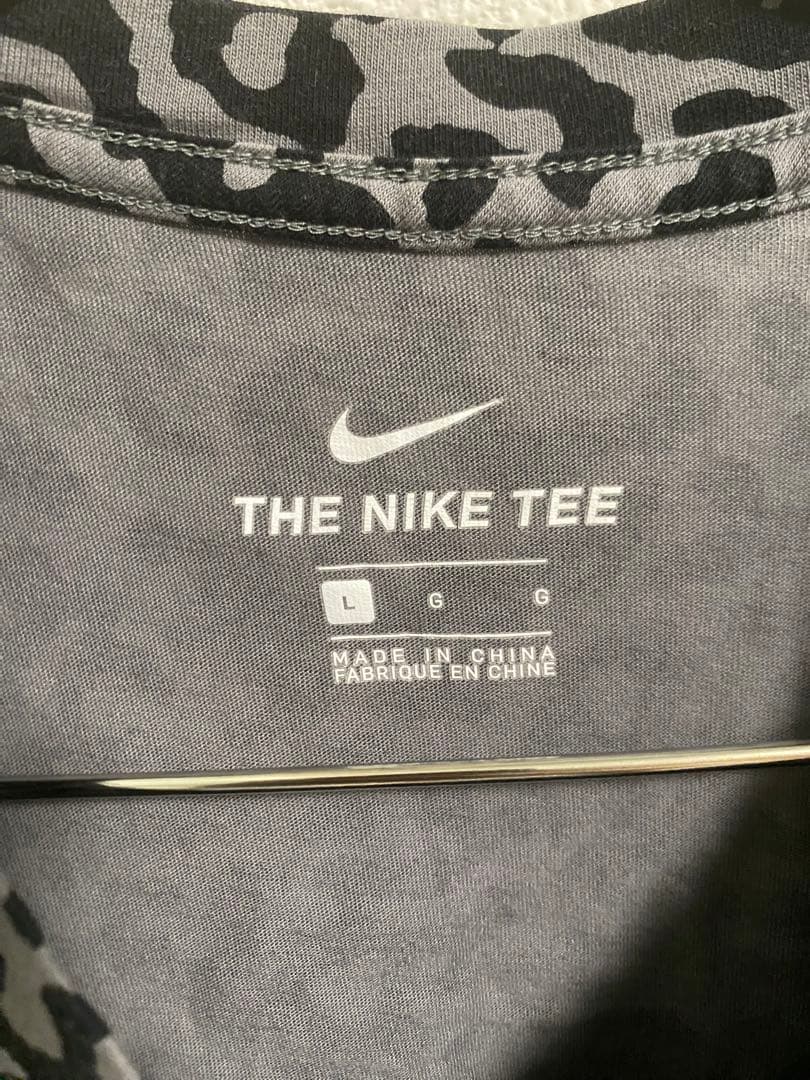 THE NIKE TEE
L G G
MADE IN CHINA
FABRIQUE EN CHINE